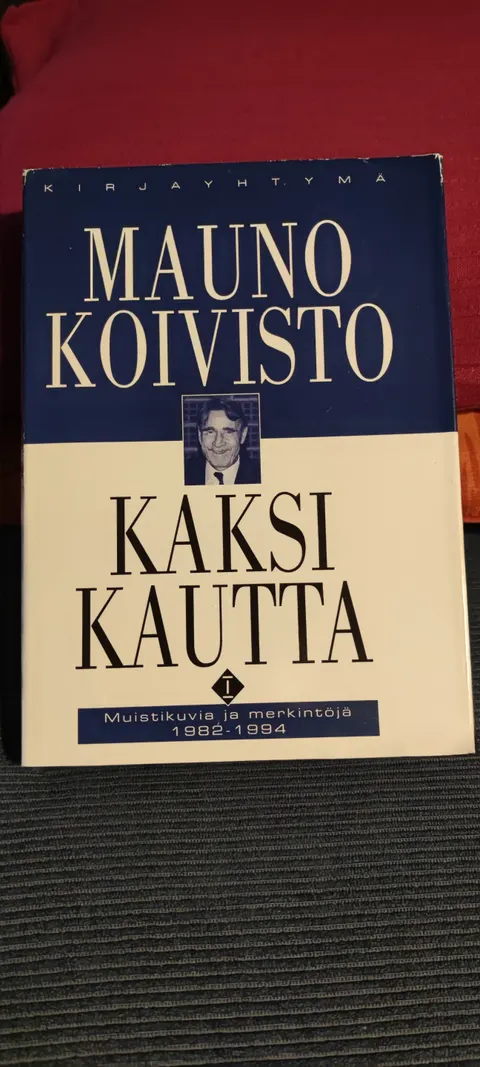 KIRJAYHTYMÄ
MAUNO
KOIVISTO
KAKSI
KAUTTA
I
Muistikuvia ja merkintöjä
1982-1994